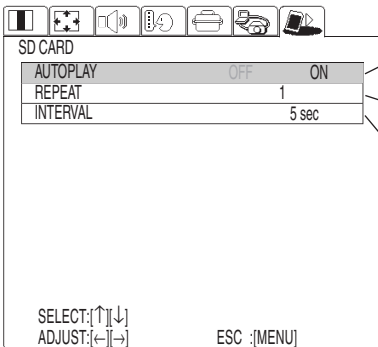 SD CARD
AUTOPLAY OFF ON
REPEAT 1
INTERVAL 5 sec
SELECT:[↑][↓]
ADJUST:[←][→] ESC :[MENU]